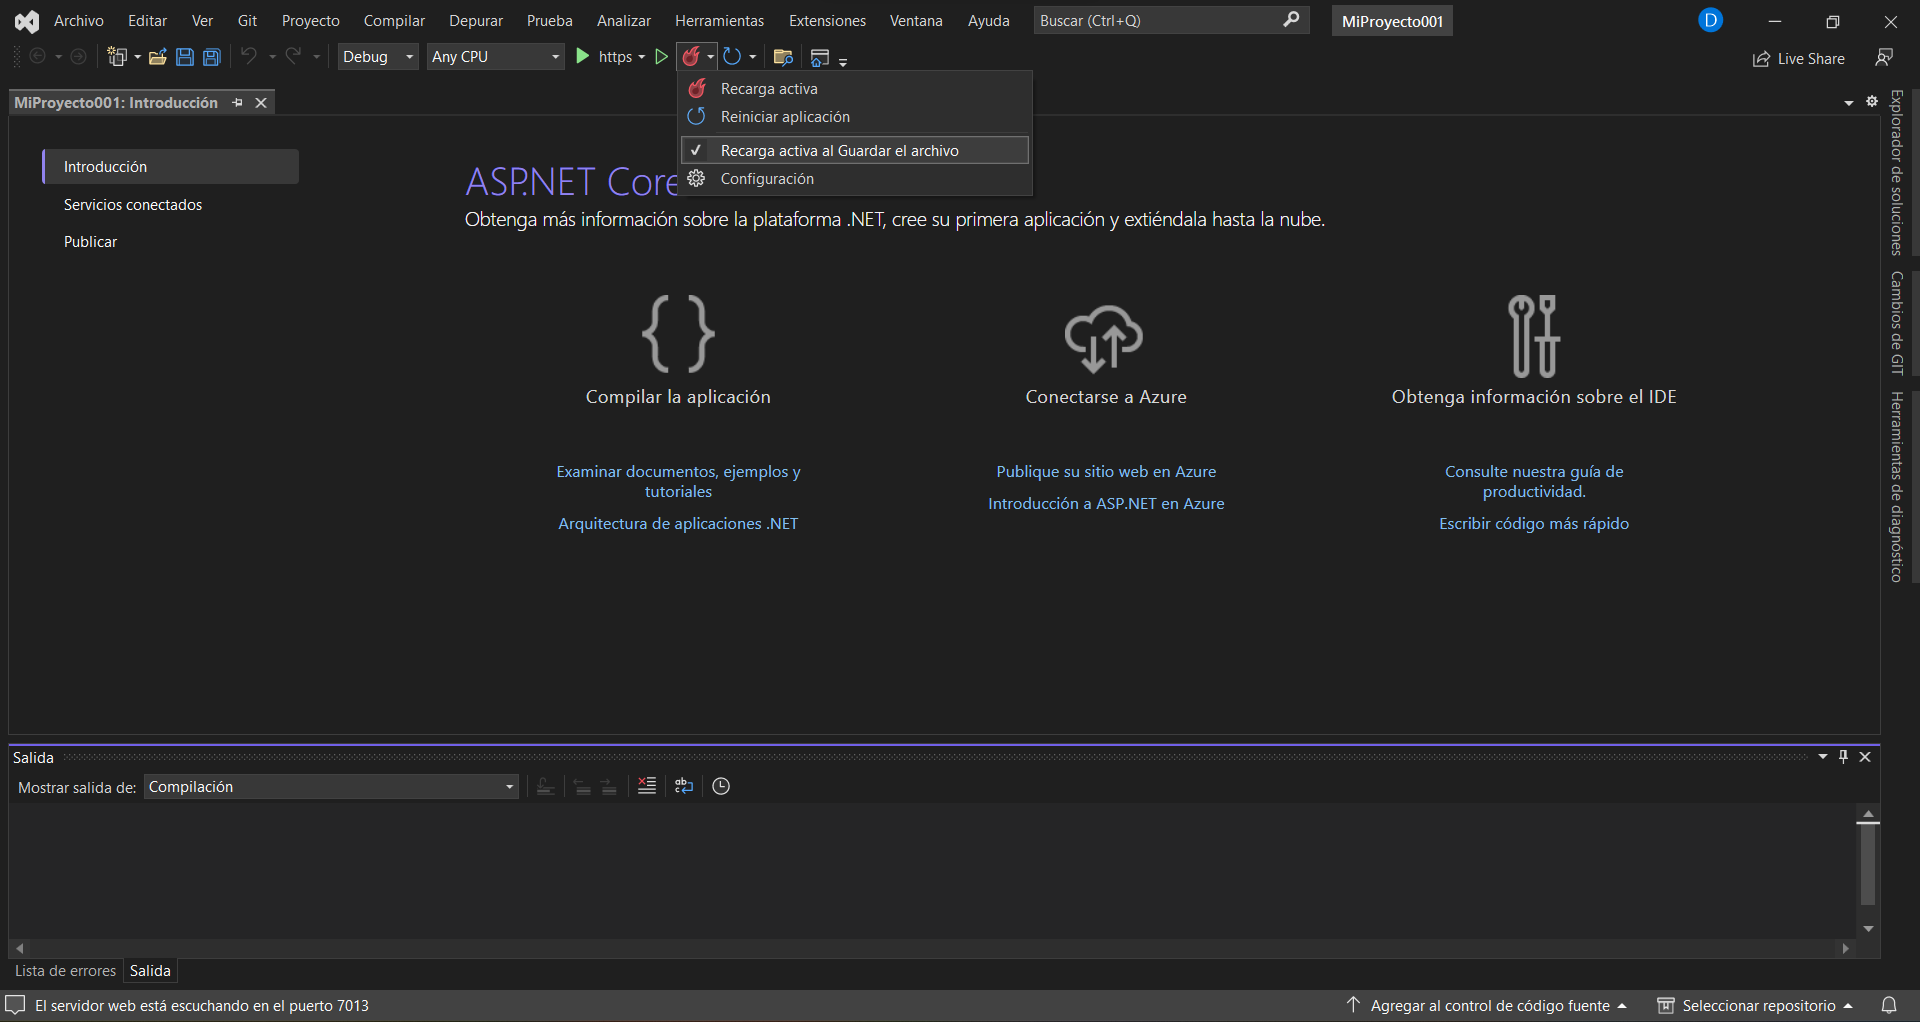 Archivo Editar Ver Git Proyecto Compilar Depurar Prueba Analizar Herramientas Extensiones Ventana Ayuda Buscar (Ctrl+Q) MiProyecto001 D
Debug Any CPU https Live Share
MiProyecto001: Introducción
Recarga activa
Reiniciar aplicación
Recarga activa al Guardar el archivo
Configuración
Introducción
Servicios conectados
Publicar
ASP.NET Core
Obtenga más información sobre la plataforma .NET, cree su primera aplicación y extiéndala hasta la nube.
Compilar la aplicación
Examinar documentos, ejemplos y
tutoriales
Arquitectura de aplicaciones .NET
Conectarse a Azure
Publique su sitio web en Azure
Introducción a ASP.NET en Azure
Obtenga información sobre el IDE
Consulte nuestra guía de
productividad.
Escribir código más rápido
Explorador de soluciones
Cambios de GIT
Herramientas de diagnóstico
Salida
Mostrar salida de: Compilación
Lista de errores Salida
El servidor web está escuchando en el puerto 7013 Agregar al control de código fuente Seleccionar repositorio